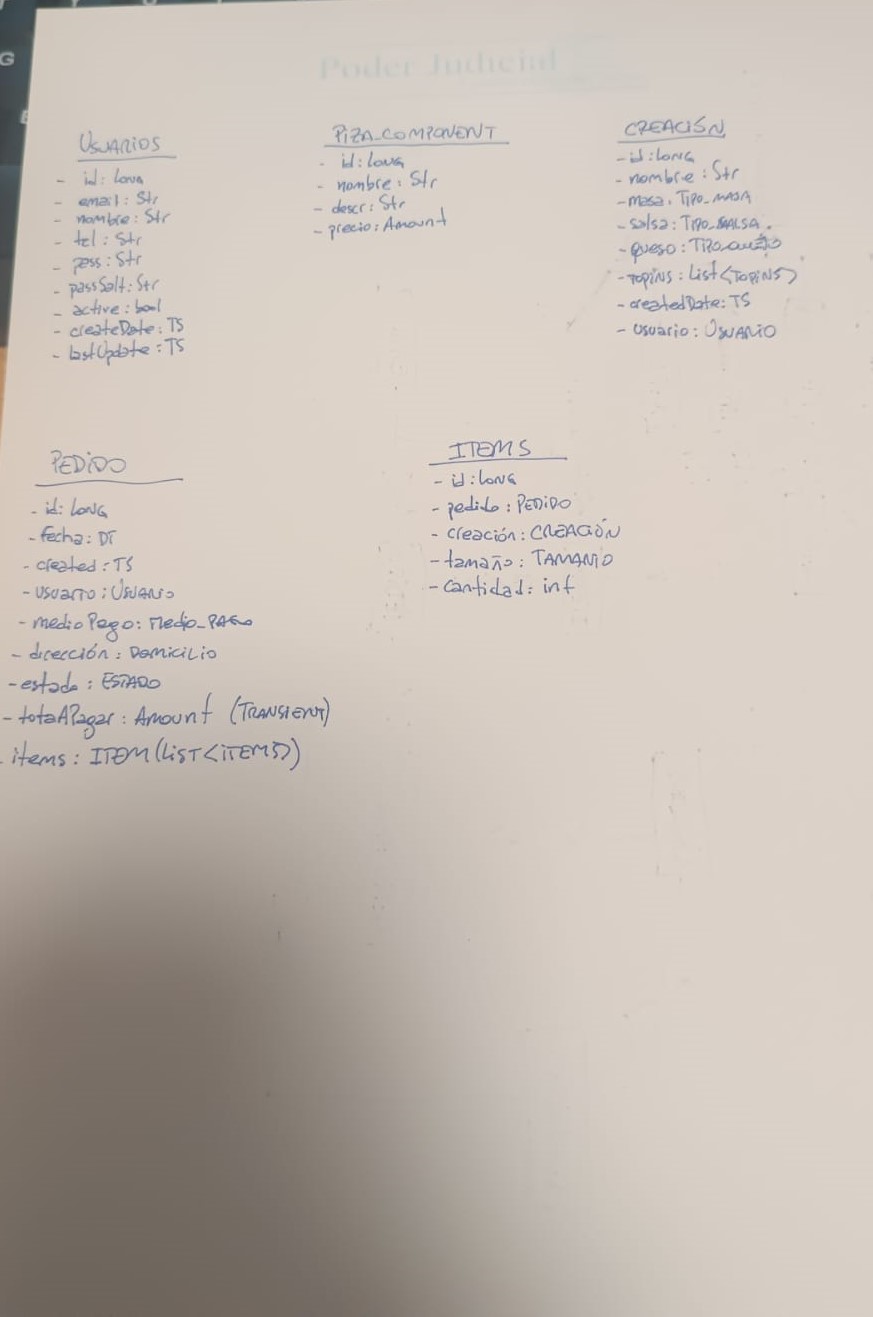 Poder Judicial
USUARIOS
- id: Long
- email: Str
- nombre: Str
- tel: Str
- pass: Str
- passSalt: Str
- active: bool
- createDate: TS
- lastUpdate: TS
PIZA_COMPONENT
- id: Long
- nombre: Str
- descr: Str
- precio: Amount
CREACIÓN
- id: Long
- nombre: Str
- masa: TIPO_MASA
- salsa: TIPO_SALSA
- queso: TIPO_QUESO
- TOPINS: List<TOPINS>
- createdDate: TS
- usuario: USUARIO
PEDIDO
- id: Long
- fecha: DT
- created: TS
- usuario: USUARIO
- medioPago: Medio_PAGO
- dirección: Domicilio
- estado: ESTADO
- totalAPagar: Amount (TRANSIENT)
- items: ITEM (LIST<ITEMS>)
ITEMS
- id: Long
- pedido: PEDIDO
- creación: CREACIÓN
- tamaño: TAMANIO
- cantidad: int